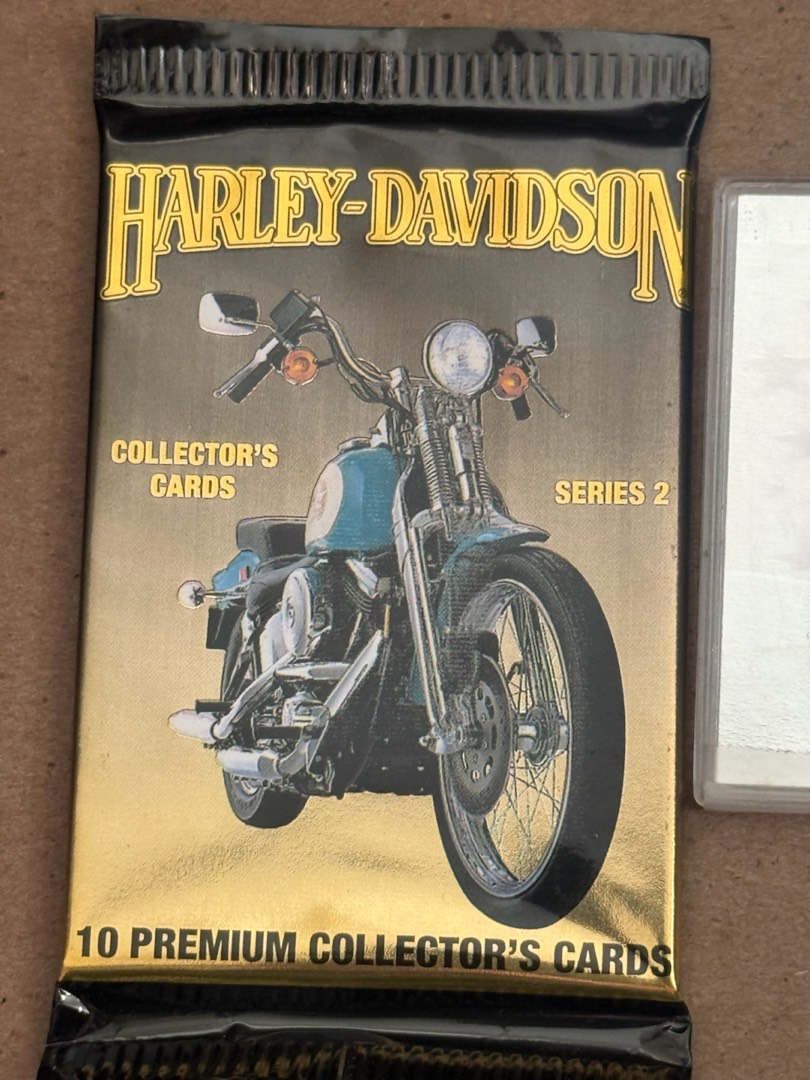 HARLEY-DAVIDSON
COLLECTOR'S
CARDS
SERIES 2
10 PREMIUM COLLECTOR'S CARDS